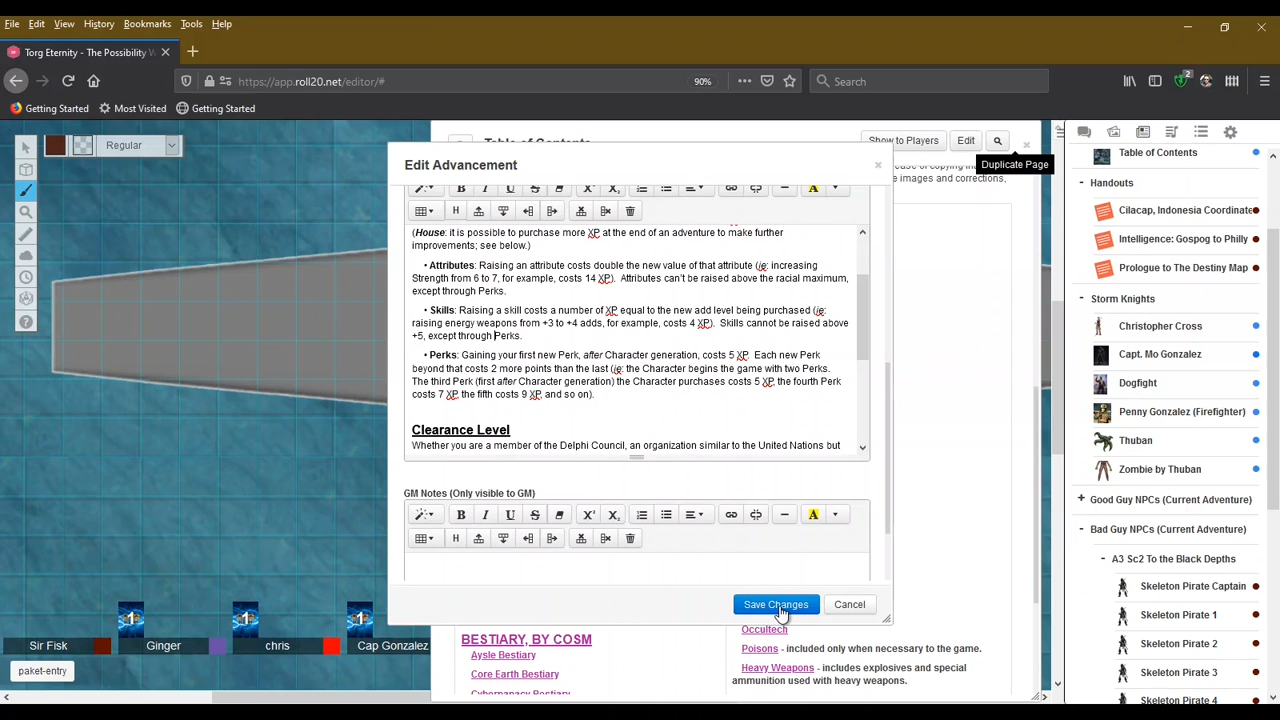 File Edit View History Bookmarks Tools Help
Torg Eternity - The Possibility W
https://app.roll20.net/editor/#
90%
Search
2
Getting Started
Most Visited
Getting Started
Regular
Table of Contents
Show to Players
Edit
Duplicate Page
ease of copying
e images and corrections,
Edit Advancement
(House: it is possible to purchase more XP at the end of an adventure to make further
improvements; see below.)
• Attributes: Raising an attribute costs double the new value of that attribute (ie: increasing
Strength from 6 to 7, for example, costs 14 XP). Attributes can't be raised above the racial maximum,
except through Perks.
• Skills: Raising a skill costs a number of XP equal to the new add level being purchased (ie:
raising energy weapons from +3 to +4 adds, for example, costs 4 XP). Skills cannot be raised above
+5, except through Perks.
• Perks: Gaining your first new Perk, after Character generation, costs 5 XP. Each new Perk
beyond that costs 2 more points than the last (ie: the Character begins the game with two Perks.
The third Perk (first after Character generation) the Character purchases costs 5 XP, the fourth Perk
costs 7 XP, the fifth costs 9 XP, and so on).
Clearance Level
Whether you are a member of the Delphi Council, an organization similar to the United Nations but
GM Notes (Only visible to GM)
Save Changes
Cancel
BESTIARY, BY COSM
Aysle Bestiary
Core Earth Bestiary
Cyberpapacy Bestiary
Occultech
Poisons - included only when necessary to the game.
Heavy Weapons - includes explosives and special
ammunition used with heavy weapons.
Sir Fisk
Ginger
chris
Cap Gonzalez
paket-entry
Table of Contents
Handouts
Cilacap, Indonesia Coordinate
Intelligence: Gospog to Philly
Prologue to The Destiny Map
Storm Knights
Christopher Cross
Capt. Mo Gonzalez
Dogfight
Penny Gonzalez (Firefighter)
Thuban
Zombie by Thuban
Good Guy NPCs (Current Adventure)
Bad Guy NPCs (Current Adventure)
A3 Sc2 To the Black Depths
Skeleton Pirate Captain
Skeleton Pirate 1
Skeleton Pirate 2
Skeleton Pirate 3
Skeleton Pirate 4